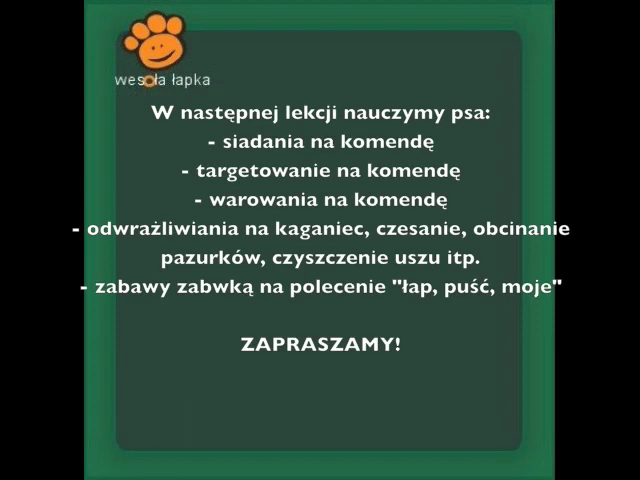 wesoła łapka
W następnej lekcji nauczymy psa:
- siadania na komendę
- targetowanie na komendę
- warowania na komendę
- odwrażliwiania na kaganiec, czesanie, obcinanie
pazurków, czyszczenie uszu itp.
- zabawy zabwką na polecenie "łap, puść, moje"
ZAPRASZAMY!